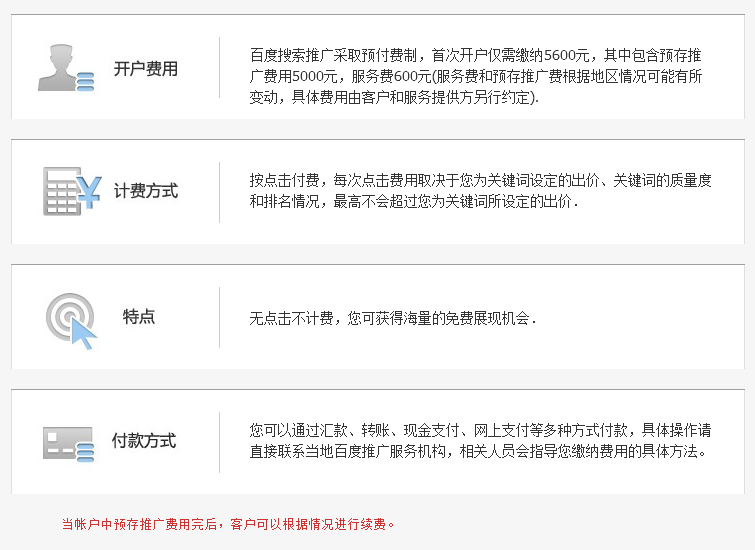 开户费用
百度搜索推广采取预付费制，首次开户仅需缴纳5600元，其中包含预存推
广费用5000元，服务费600元(服务费和预存推广费根据地区情况可能有所
变动，具体费用由客户和服务提供方另行约定).
计费方式
按点击付费，每次点击费用取决于您为关键词设定的出价、关键词的质量度
和排名情况，最高不会超过您为关键词所设定的出价.
特点
无点击不计费，您可获得海量的免费展现机会.
付款方式
您可以通过汇款、转账、现金支付、网上支付等多种方式付款，具体操作请
直接联系当地百度推广服务机构，相关人员会指导您缴纳费用的具体方法。
当帐户中预存推广费用完后，客户可以根据情况进行续费。